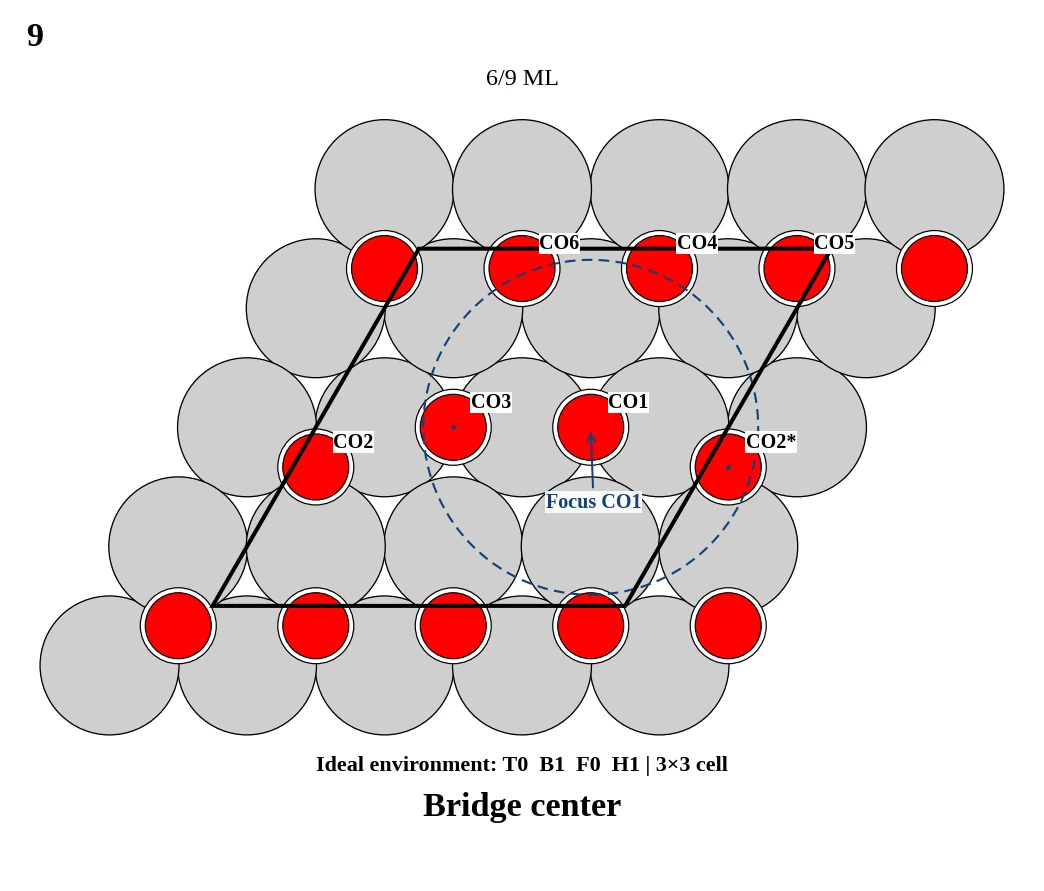 9
6/9 ML
CO6
CO4
CO5
CO3
CO1
CO2
CO2*
Focus CO1
Ideal environment: T0 B1 F0 H1 | 3×3 cell
Bridge center